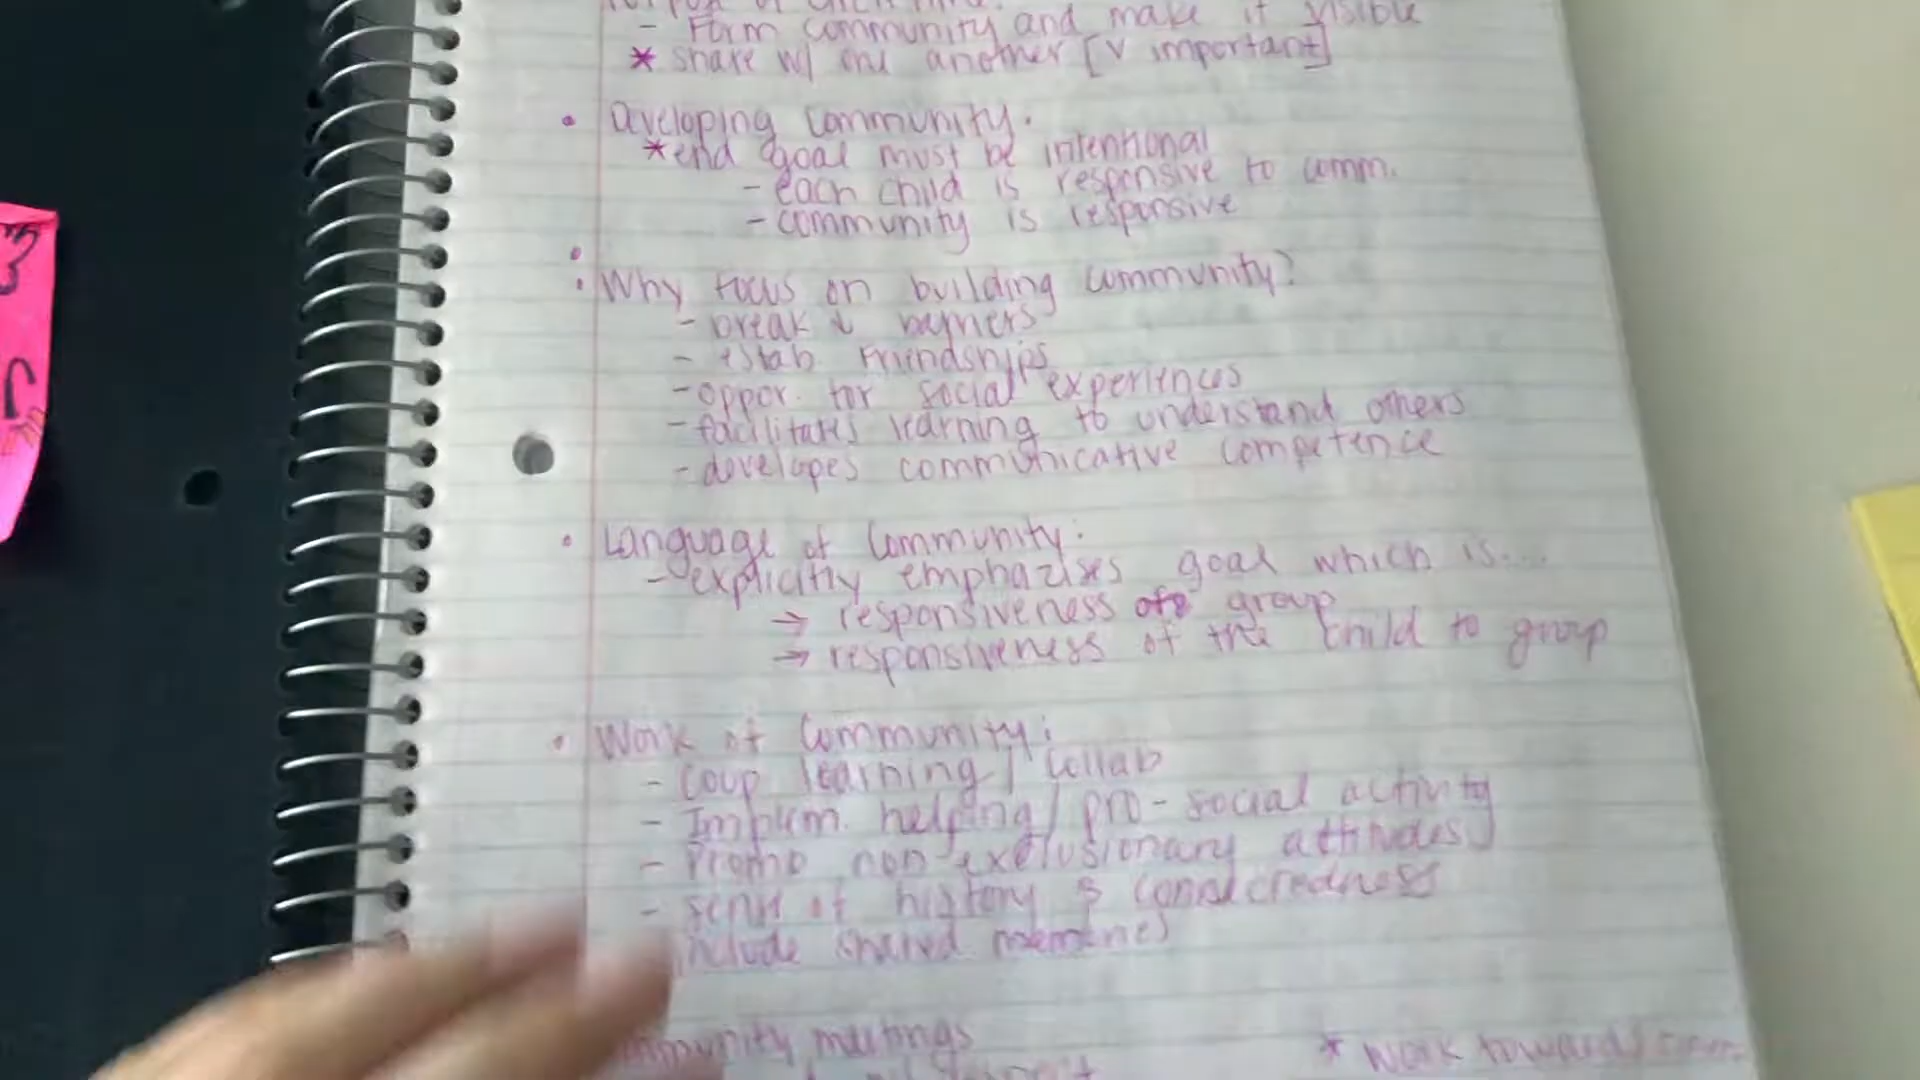 - Form community and make it visible
* share w/ one another [v important]
• Developing Community.
*end goal must be intentional
- each child is responsive to comm.
- community is responsive
• Why focus on building community?
- break ↓ barriers
- estab friendships
- oppor. for social experiences
- facilitates learning to understand others
- developes communicative competence
• Language of Community:
- explicitly emphazises goal which is....
→ responsiveness of group
→ responsiveness of the child to group
• Work of Community:
- coop learning / collab
- Implem. helping / pro-social activity
- Promo non-exclusionary attitudes
- sense of history & connectedness
include shared memories
community meetings
* work towards